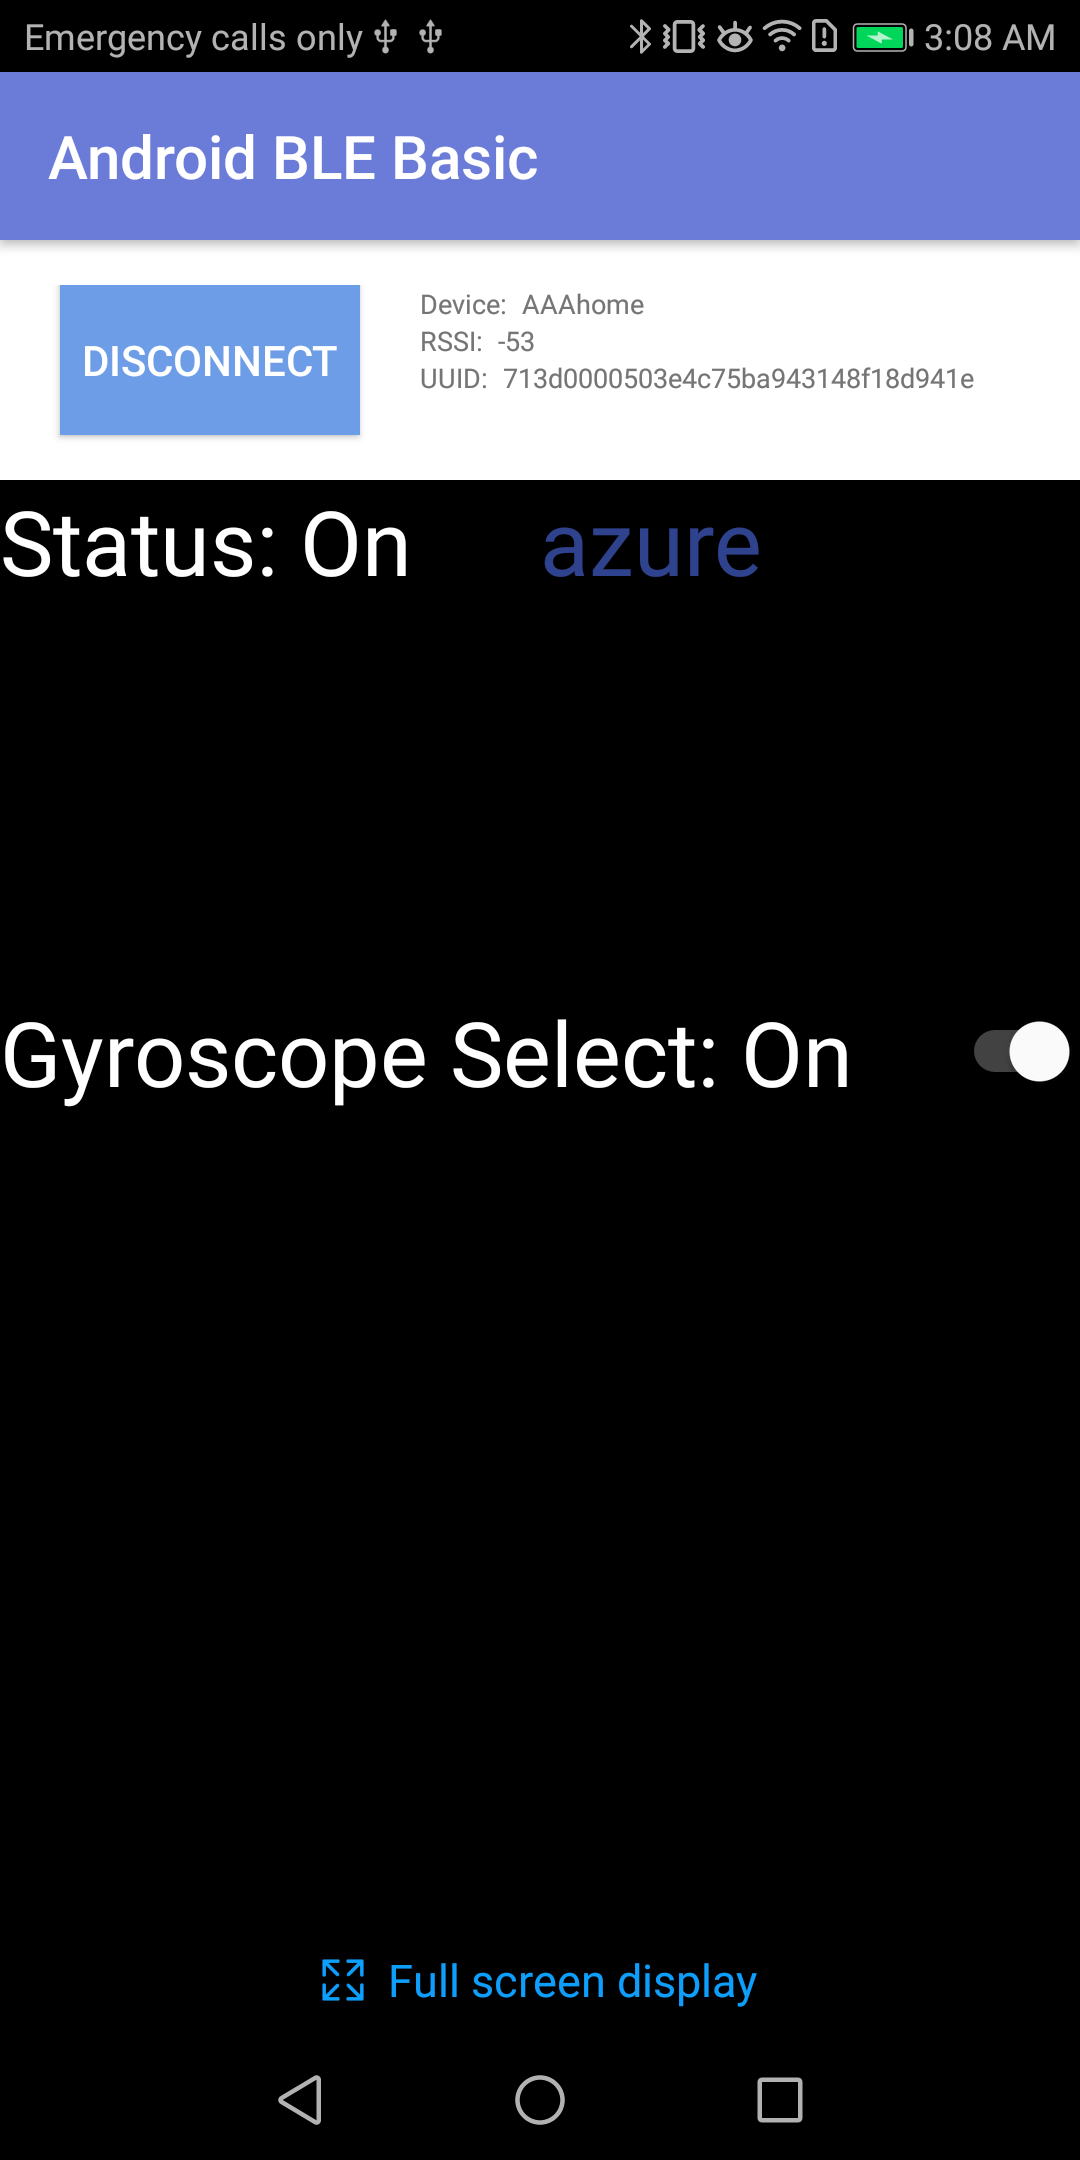 Emergency calls only 3:08 AM
Android BLE Basic
DISCONNECT
Device: AAAhome
RSSI: -53
UUID: 713d0000503e4c75ba943148f18d941e
Status: On azure
Gyroscope Select: On
Full screen display